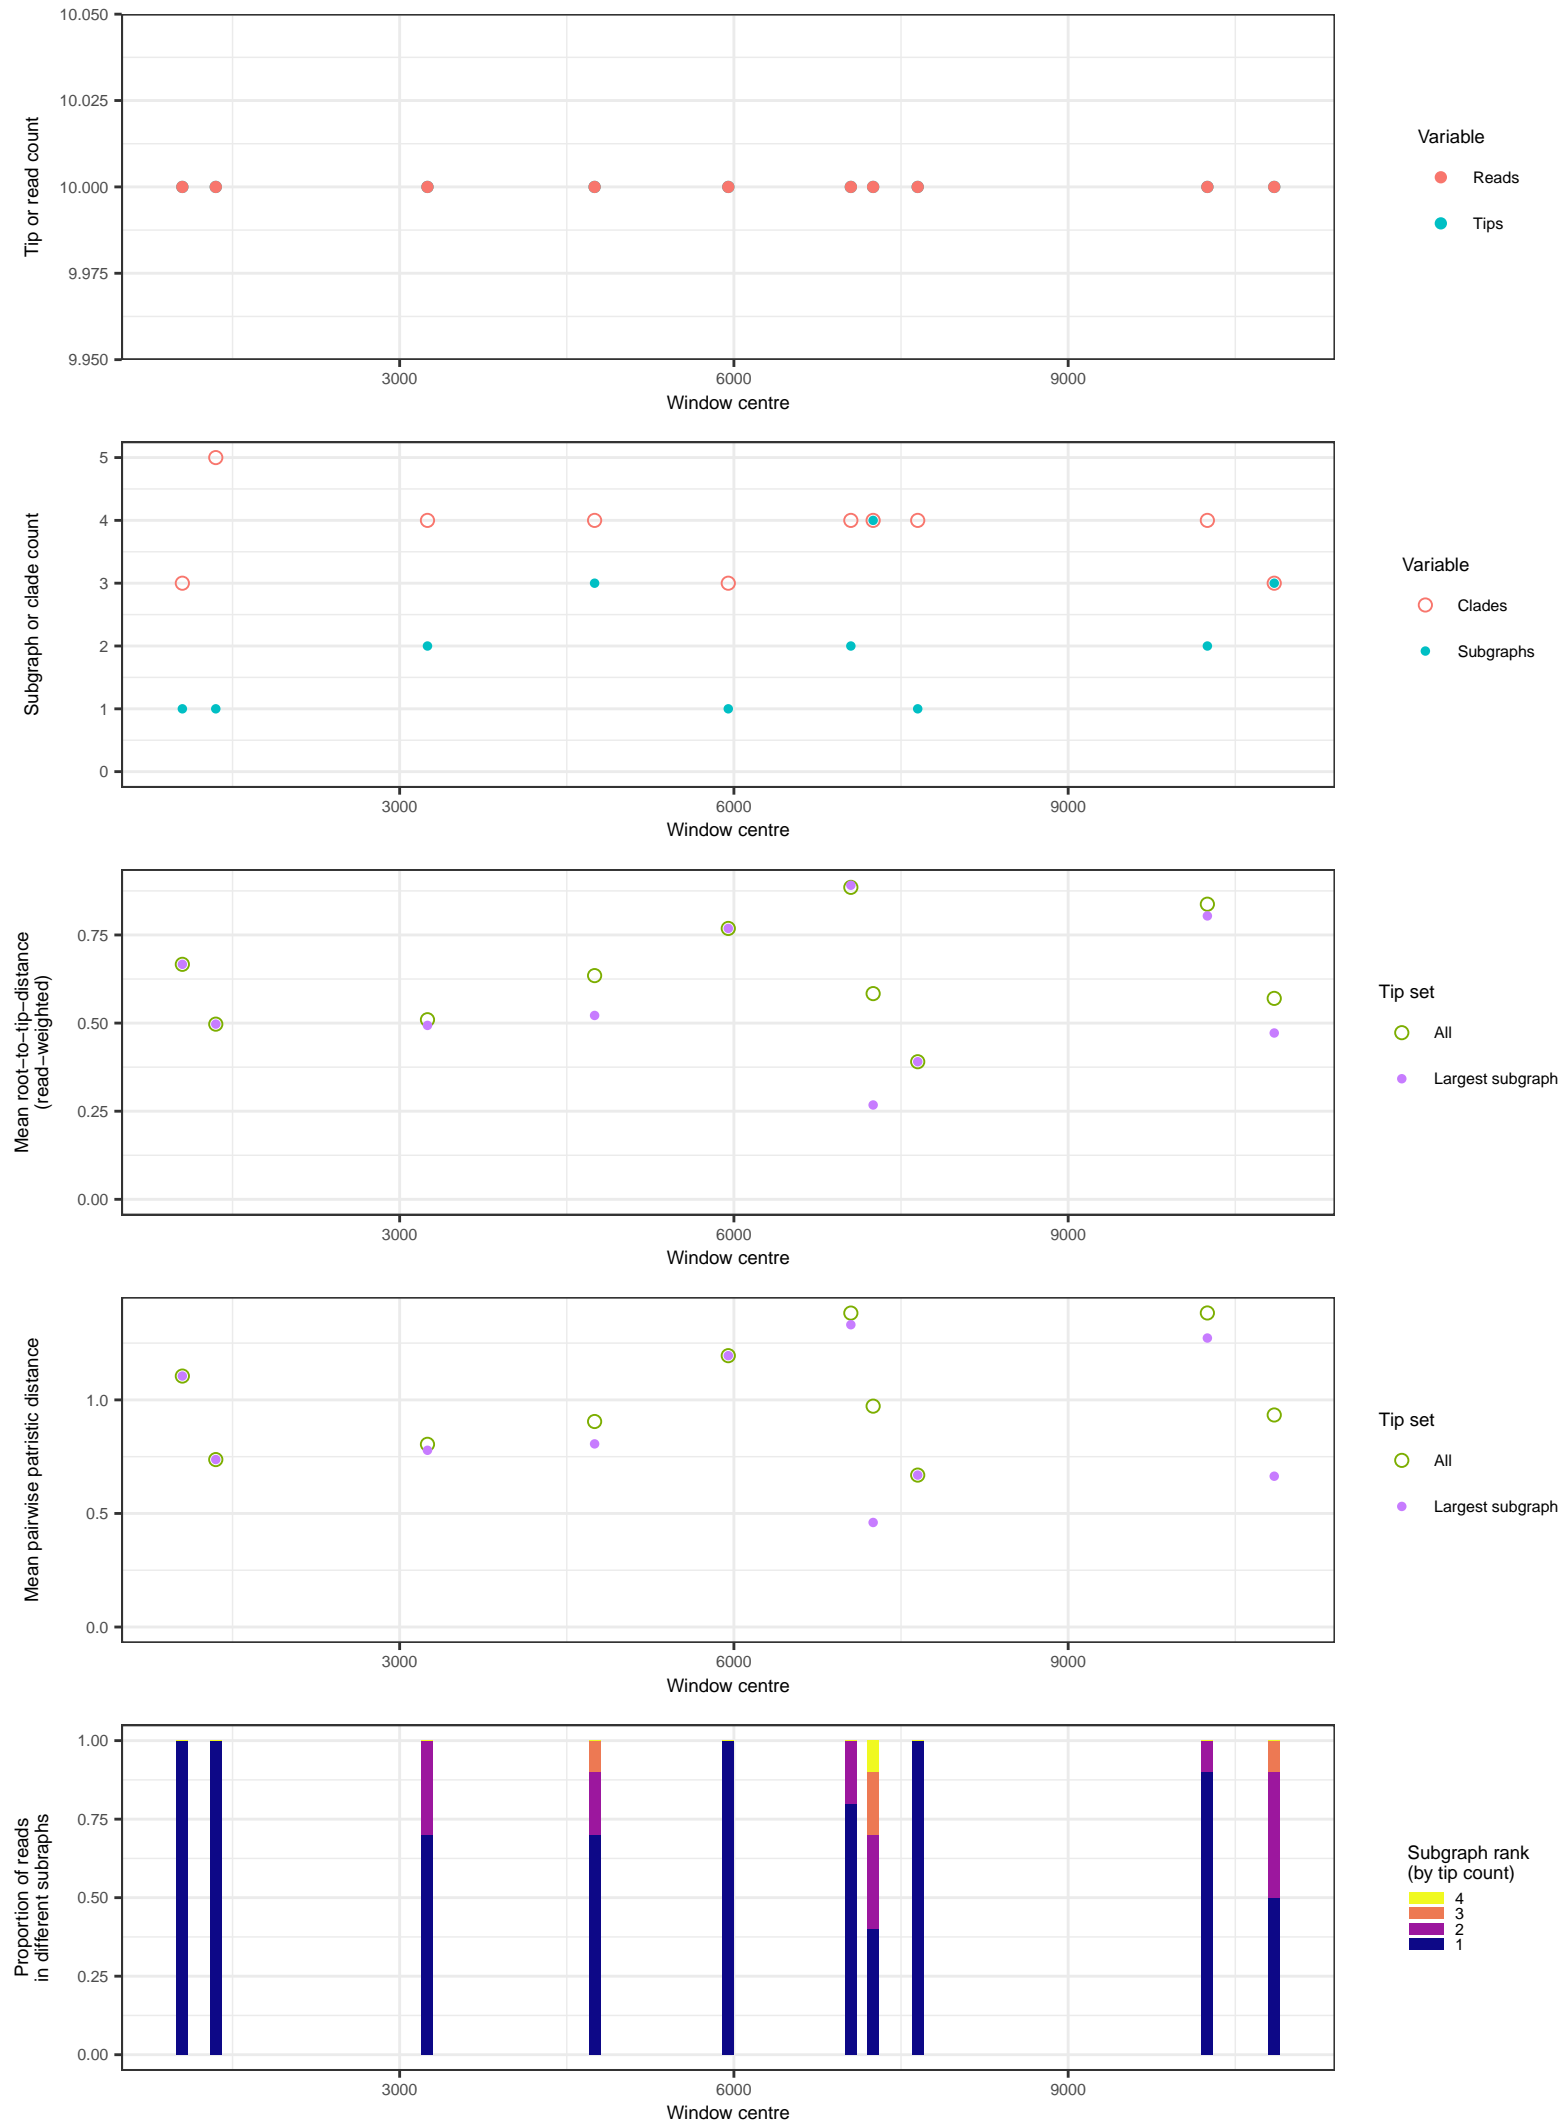 10.050
10.025
10.000
9.975
9.950
Tip or read count
3000 6000 9000
Window centre
Variable
Reads
Tips
5
4
3
2
1
0
Subgraph or clade count
3000 6000 9000
Window centre
Variable
Clades
Subgraphs
0.75
0.50
0.25
0.00
Mean root−to−tip−distance
(read−weighted)
3000 6000 9000
Window centre
Tip set
All
Largest subgraph
1.0
0.5
0.0
Mean pairwise patristic distance
3000 6000 9000
Window centre
Tip set
All
Largest subgraph
1.00
0.75
0.50
0.25
0.00
Proportion of reads
in different subraphs
3000 6000 9000
Window centre
Subgraph rank
(by tip count)
4
3
2
1